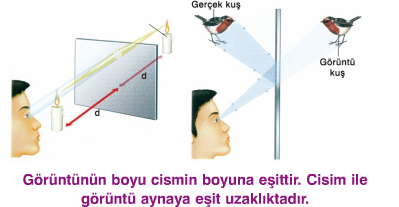 Gerçek kuş
d
d
Görüntü
kuş
Görüntünün boyu cismin boyuna eşittir. Cisim ile
görüntü aynaya eşit uzaklıktadır.